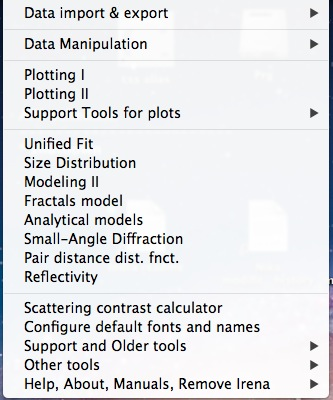 Data import & export
Data Manipulation
Plotting I
Plotting II
Support Tools for plots
Unified Fit
Size Distribution
Modeling II
Fractals model
Analytical models
Small-Angle Diffraction
Pair distance dist. fnct.
Reflectivity
Scattering contrast calculator
Configure default fonts and names
Support and Older tools
Other tools
Help, About, Manuals, Remove Irena